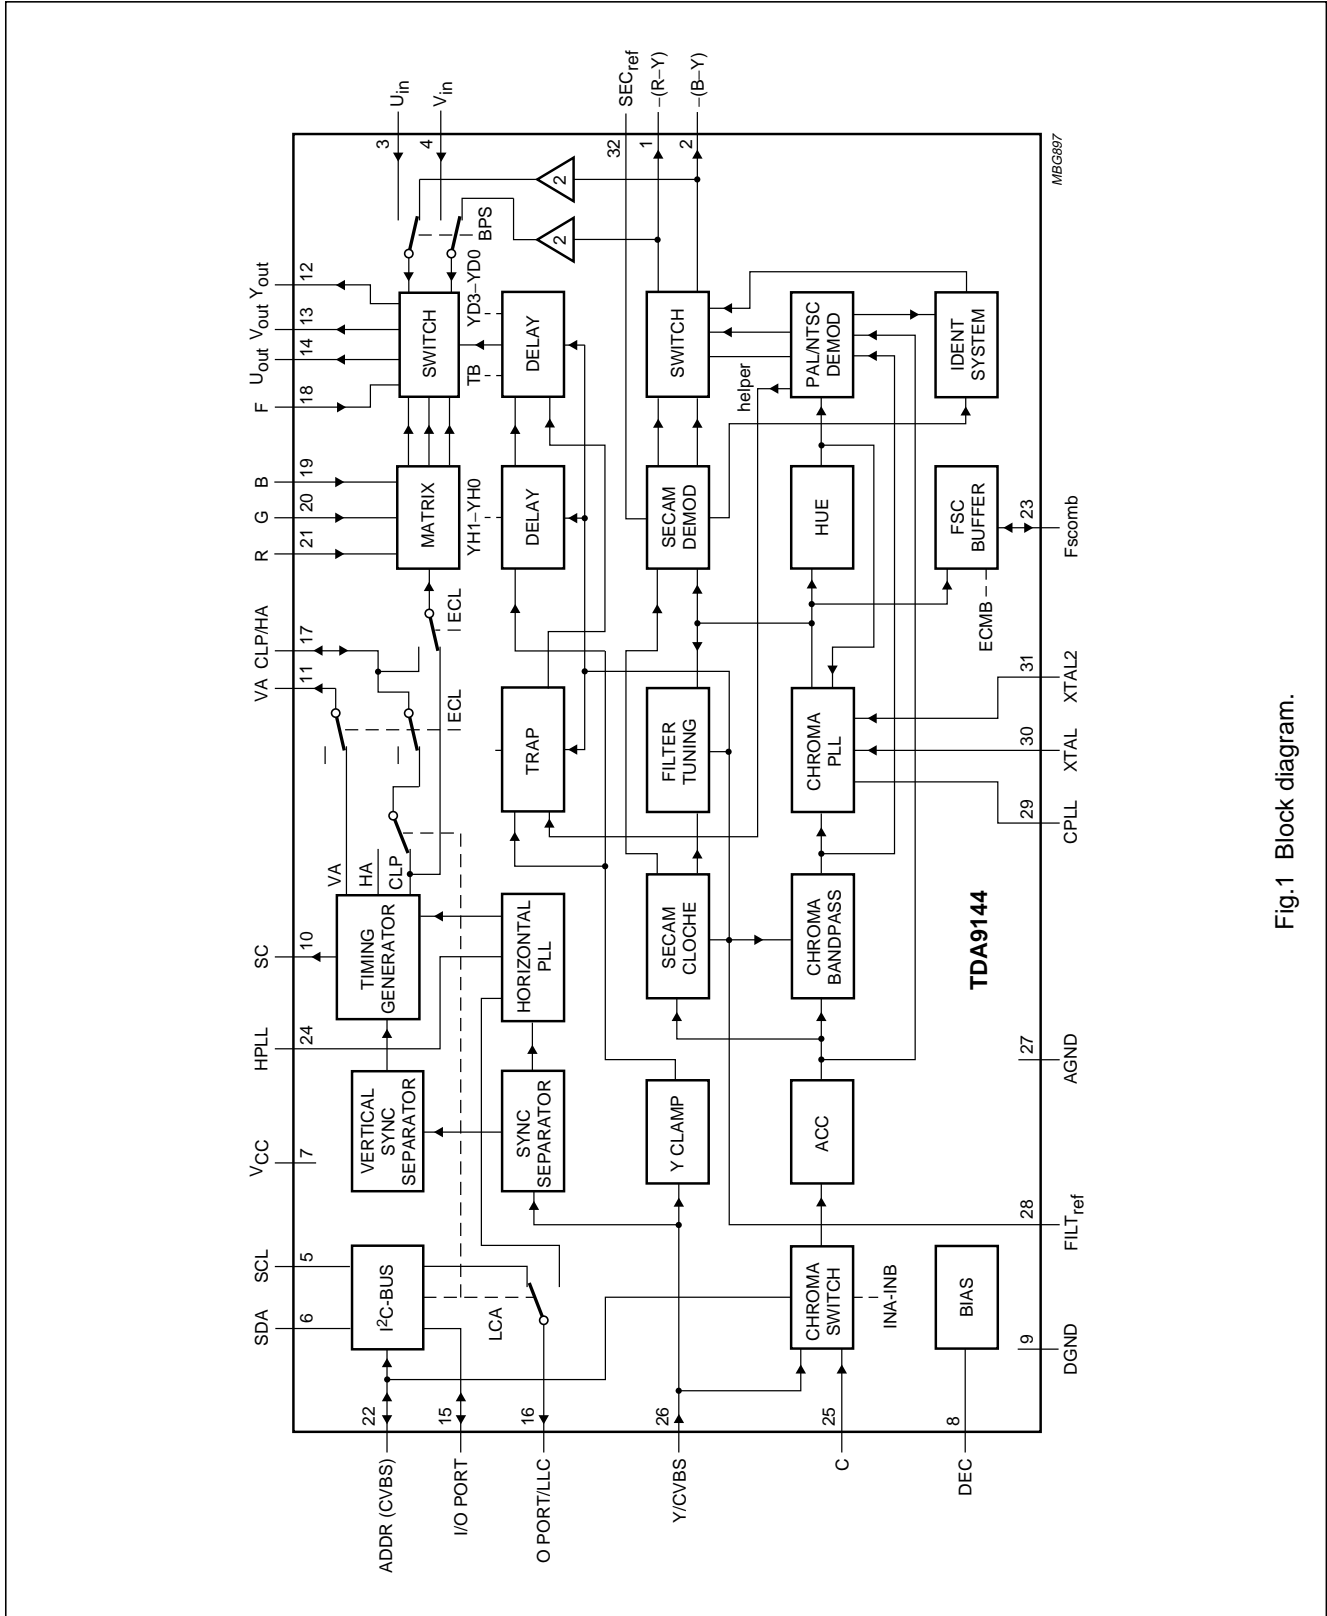 ADDR (CVBS)
22
I/O PORT
15
O PORT/LLC
16
Y/CVBS
26
C
25
DEC
8
SDA
6
SCL
5
VCC
7
HPLL
24
SC
10
VA
11
CLP/HA
17
R
21
G
20
B
19
F
18
Uout
14
Vout
13
Yout
12
Uin
3
Vin
4
SECref
32
−(R−Y)
1
−(B−Y)
2
DGND
9
FILTref
28
AGND
27
CPLL
29
XTAL
30
XTAL2
31
Fscomb
23
I2C-BUS
LCA
VERTICAL
SYNC
SEPARATOR
TIMING
GENERATOR
VA
HA
CLP
ECL
ECL
MATRIX
SWITCH
BPS
2
2
SYNC
SEPARATOR
HORIZONTAL
PLL
TRAP
YH1−YH0
DELAY
TB
YD3−YD0
DELAY
Y CLAMP
SECAM
CLOCHE
FILTER
TUNING
SECAM
DEMOD
SWITCH
helper
CHROMA
SWITCH
INA-INB
ACC
CHROMA
BANDPASS
CHROMA
PLL
HUE
PAL/NTSC
DEMOD
BIAS
TDA9144
ECMB
FSC
BUFFER
IDENT
SYSTEM
MBG897
Fig.1 Block diagram.